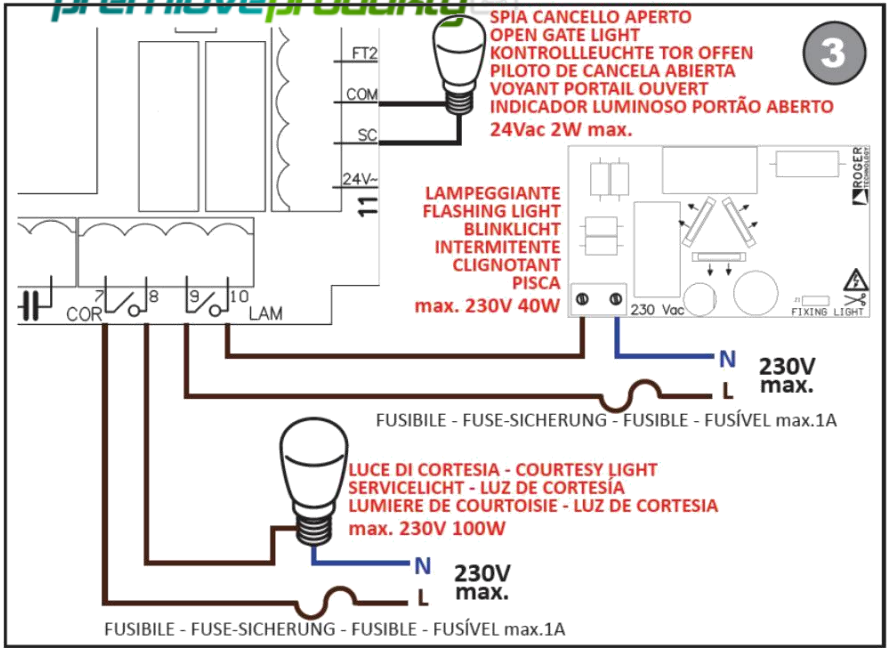 premioveprodukty
SPIA CANCELLO APERTO
OPEN GATE LIGHT
KONTROLLLEUCHTE TOR OFFEN
PILOTO DE CANCELA ABIERTA
VOYANT PORTAIL OUVERT
INDICADOR LUMINOSO PORTÃO ABERTO
24Vac 2W max.
3
FT2
COM
SC
24V~
11
LAMPEGGIANTE
FLASHING LIGHT
BLINKLICHT
INTERMITENTE
CLIGNOTANT
PISCA
max. 230V 40W
ROGER
TECHNOLOGY
230 Vac
J1
FIXING LIGHT
COR 7 8 9 10 LAM
N
L
230V
max.
FUSIBILE - FUSE-SICHERUNG - FUSIBLE - FUSÍVEL max.1A
LUCE DI CORTESIA - COURTESY LIGHT
SERVICELICHT - LUZ DE CORTESÍA
LUMIERE DE COURTOISIE - LUZ DE CORTESIA
max. 230V 100W
N
L
230V
max.
FUSIBILE - FUSE-SICHERUNG - FUSIBLE - FUSÍVEL max.1A